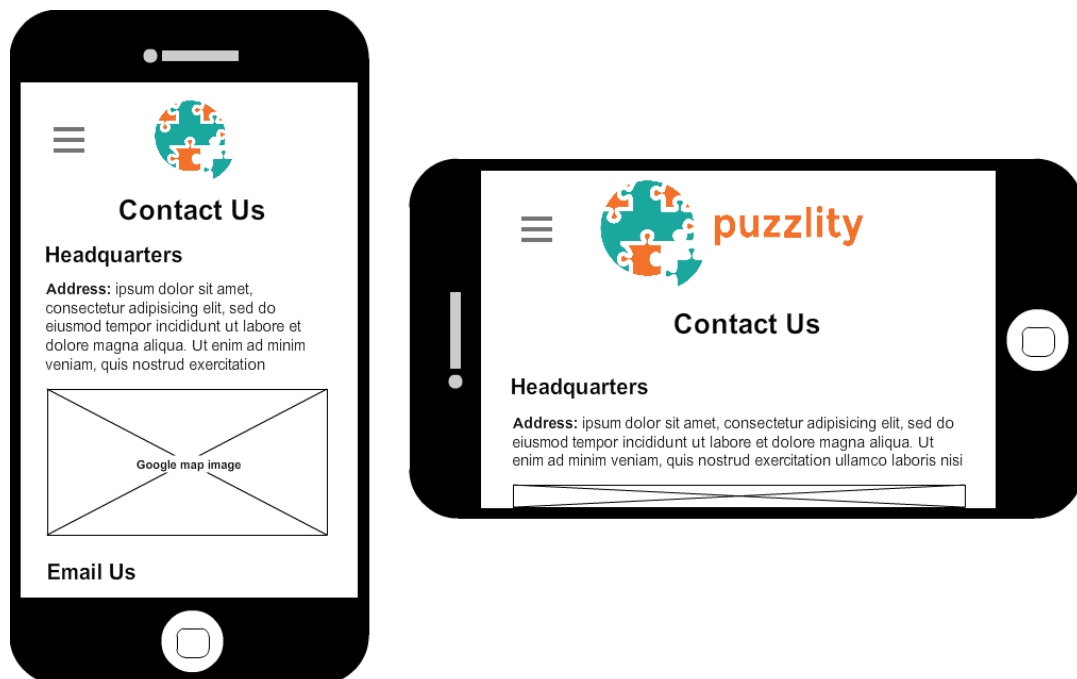 Contact Us
Headquarters
Address: ipsum dolor sit amet,
consectetur adipisicing elit, sed do
eiusmod tempor incididunt ut labore et
dolore magna aliqua. Ut enim ad minim
veniam, quis nostrud exercitation
Google map image
Email Us
puzzlity
Contact Us
Headquarters
Address: ipsum dolor sit amet, consectetur adipisicing elit, sed do
eiusmod tempor incididunt ut labore et dolore magna aliqua. Ut
enim ad minim veniam, quis nostrud exercitation ullamco laboris nisi